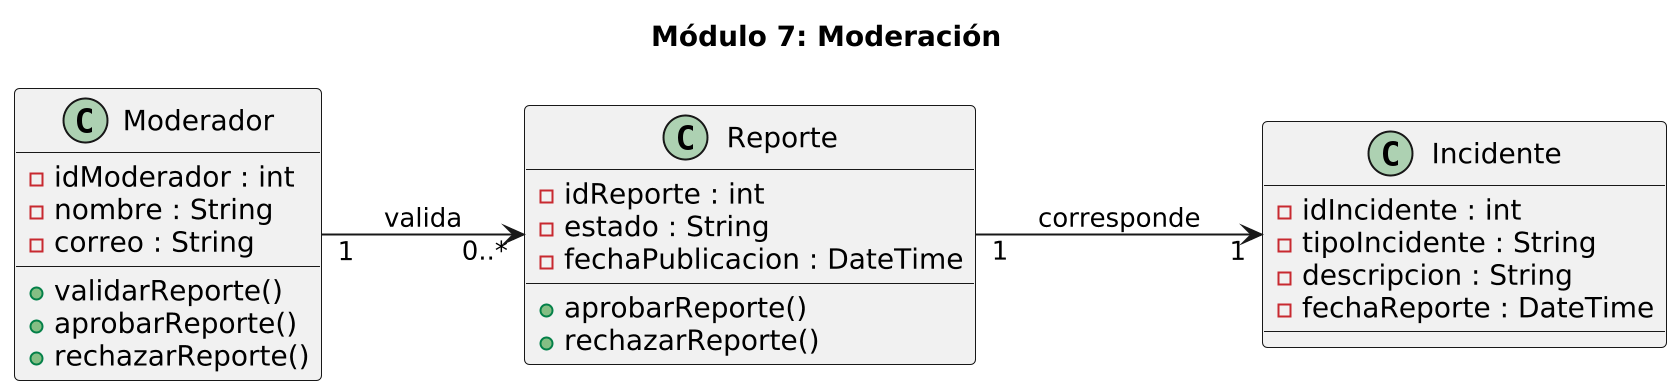 Módulo 7: Moderación
C Moderador
idModerador : int
nombre : String
correo : String
validarReporte()
aprobarReporte()
rechazarReporte()
valida
1
0..*
C Reporte
idReporte : int
estado : String
fechaPublicacion : DateTime
aprobarReporte()
rechazarReporte()
corresponde
1
1
C Incidente
idIncidente : int
tipoIncidente : String
descripcion : String
fechaReporte : DateTime